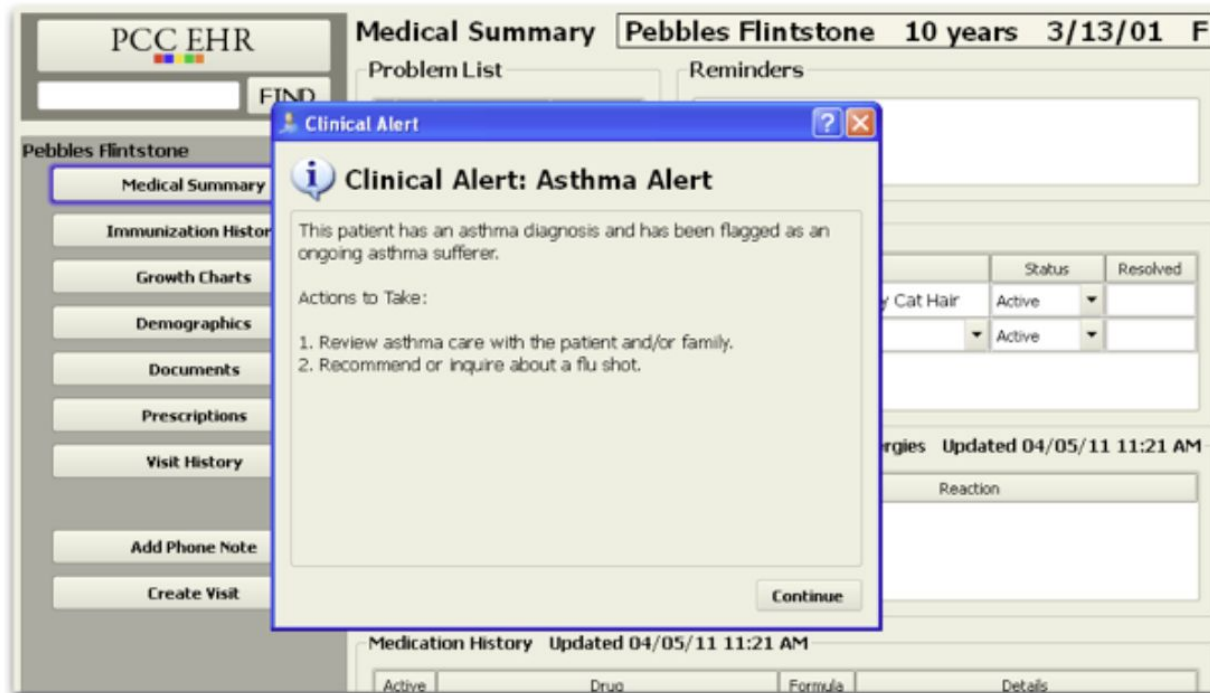 PCC EHR
FIND
Pebbles Flintstone
Medical Summary
Immunization Histor
Growth Charts
Demographics
Documents
Prescriptions
Visit History
Add Phone Note
Create Visit
Medical Summary Pebbles Flintstone 10 years 3/13/01 F
Problem List
Reminders
Clinical Alert
Clinical Alert: Asthma Alert
This patient has an asthma diagnosis and has been flagged as an
ongoing asthma sufferer.
Actions to Take:
1. Review asthma care with the patient and/or family.
2. Recommend or inquire about a flu shot.
Continue
Status Resolved
y Cat Hair Active
Active
rgies Updated 04/05/11 11:21 AM
Reaction
Medication History Updated 04/05/11 11:21 AM
Active Drug Formula Details